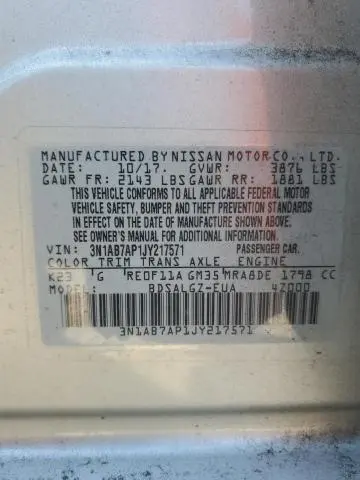 MANUFACTURED BY NISSAN MOTOR CO., LTD.
DATE: 10/17. GVWR: 3876 LBS
GAWR FR: 2143 LBS GAWR RR: 1881 LBS
THIS VEHICLE CONFORMS TO ALL APPLICABLE FEDERAL MOTOR
VEHICLE SAFETY, BUMPER AND THEFT PREVENTION STANDARDS
IN EFFECT ON THE DATE OF MANUFACTURE SHOWN ABOVE.
SEE OWNER'S MANUAL OR DATA FOR ADDITIONAL INFORMATION.
VIN: 3N1AB7AP1JY217571 PASSENGER CAR.
COLOR TRIM TRANS AXLE ENGINE
K23 G RE0F11A GM35 MRA8DE 1798 CC
MODEL: BDSALGZ-EUA 4Z000
3N1AB7AP1JY217571